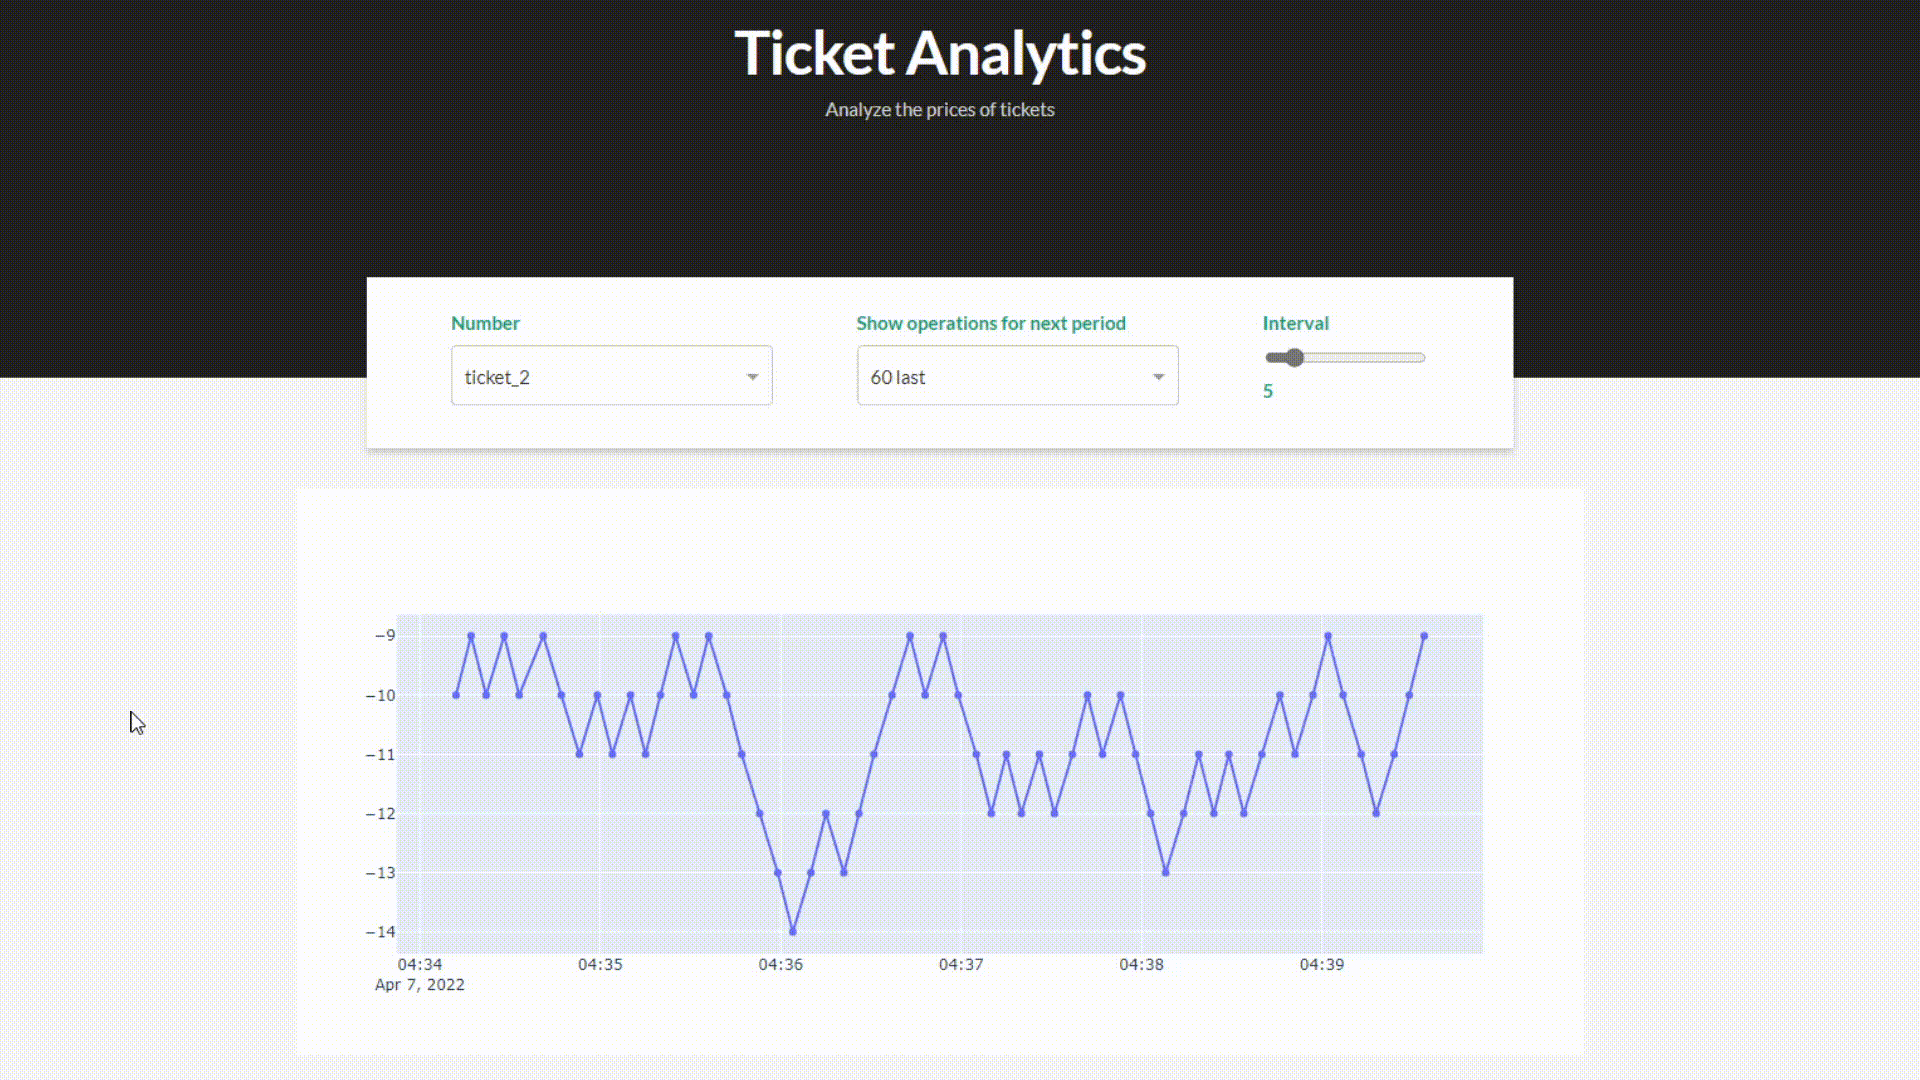 Ticket Analytics
Analyze the prices of tickets
Number
Show operations for next period
Interval
ticket_2
60 last
5
−9
−10
−11
−12
−13
−14
04:34
04:35
04:36
04:37
04:38
04:39
Apr 7, 2022